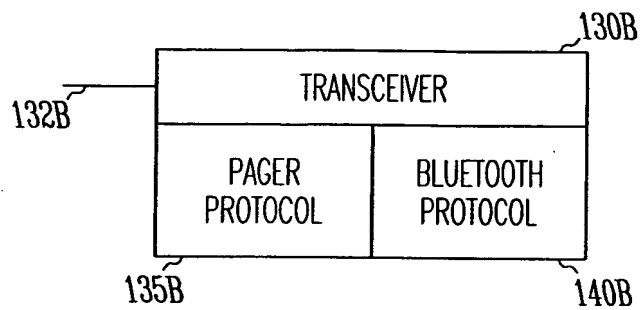 130B
TRANSCEIVER
132B
PAGER
PROTOCOL
BLUETOOTH
PROTOCOL
135B
140B